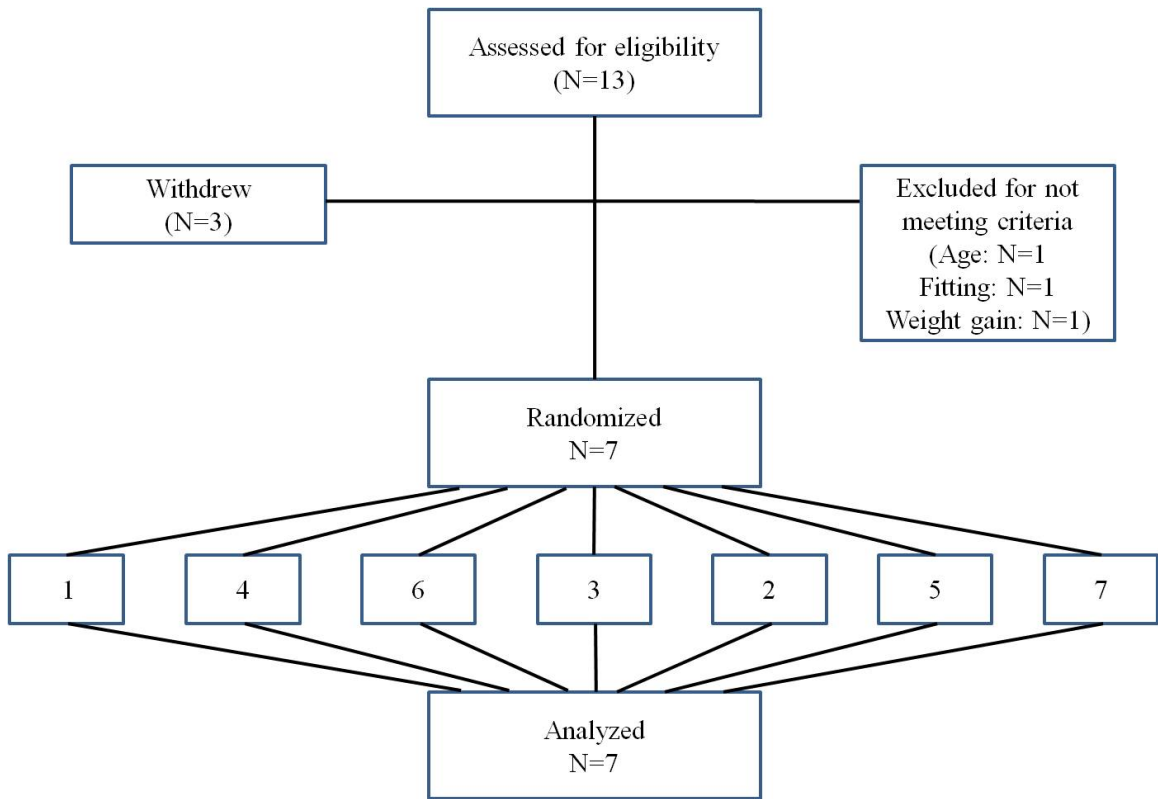 Assessed for eligibility
(N=13)
Withdrew
(N=3)
Excluded for not
meeting criteria
(Age: N=1
Fitting: N=1
Weight gain: N=1)
Randomized
N=7
1
4
6
3
2
5
7
Analyzed
N=7